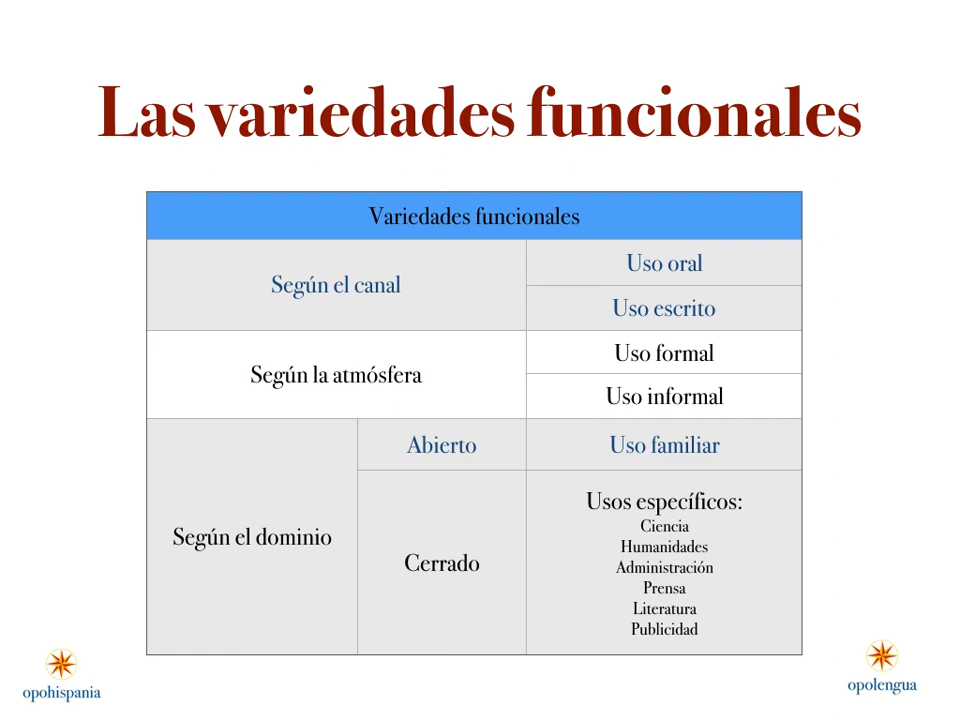 Las variedades funcionales
Variedades funcionales
Según el canal
Uso oral
Uso escrito
Según la atmósfera
Uso formal
Uso informal
Según el dominio
Abierto
Uso familiar
Cerrado
Usos específicos:
Ciencia
Humanidades
Administración
Prensa
Literatura
Publicidad
opohispania
opolengua